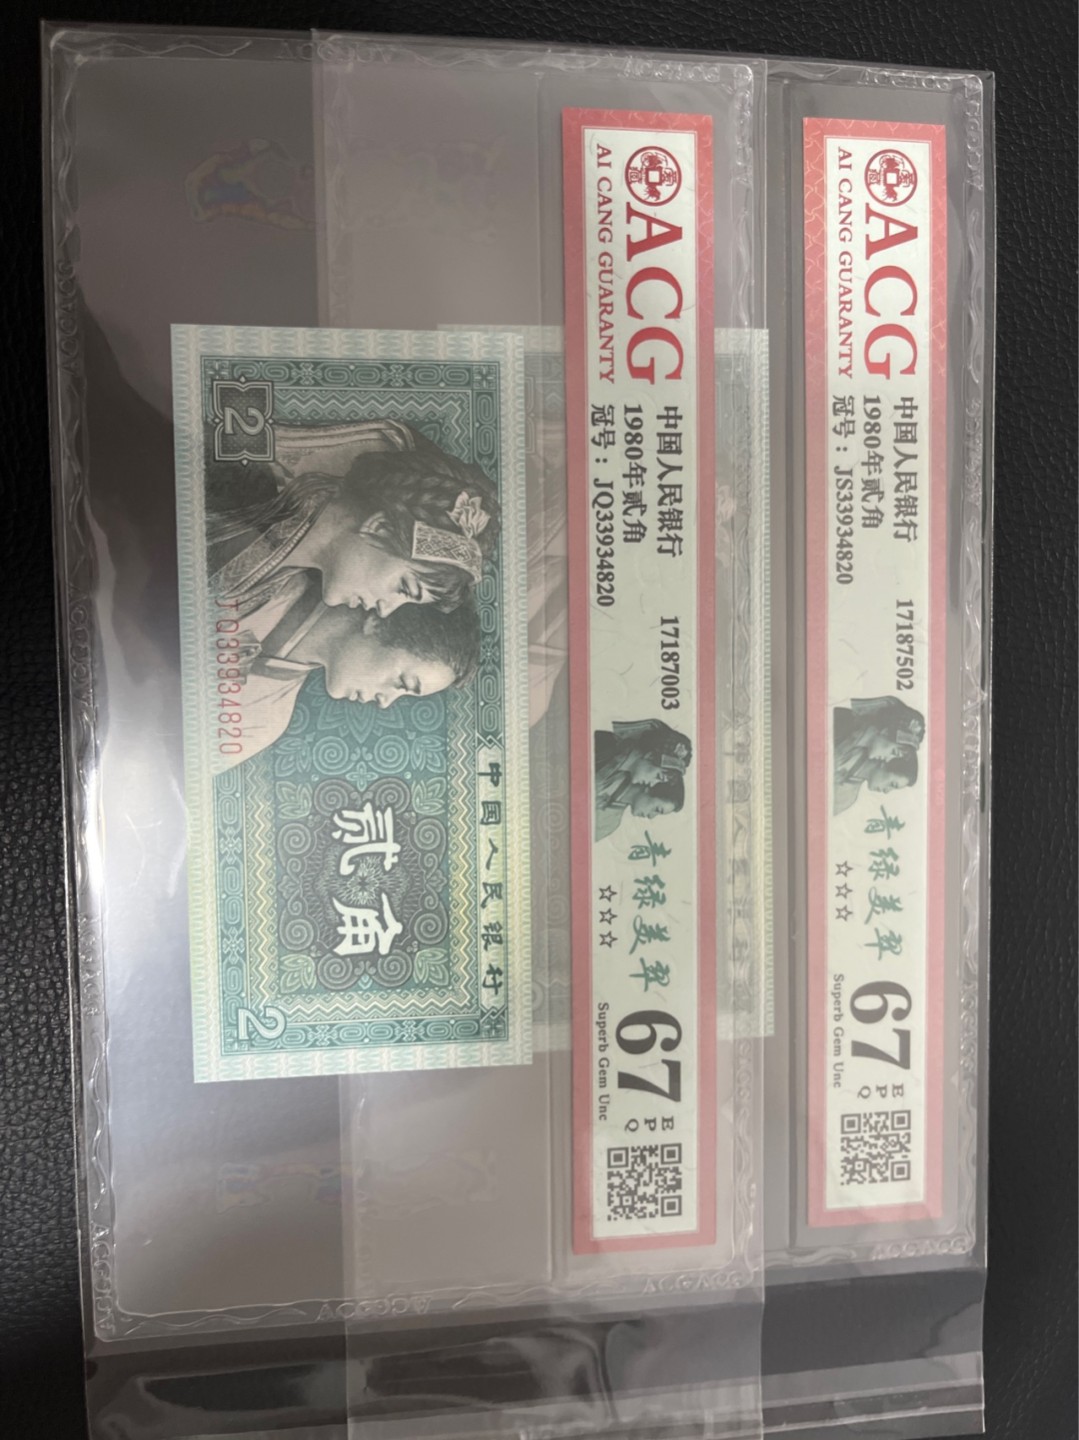 ACG
AI CANG GUARANTY
中国人民银行 17187502
1980年贰角
冠号：JS33934820
青绿美翠
☆☆☆
67
EPQ
Superb Gem Unc
ACG
AI CANG GUARANTY
中国人民银行 17187003
1980年贰角
冠号：JQ33934820
青绿美翠
☆☆☆
67
EPQ
Superb Gem Unc
中国人民银行
2
贰角
JQ33934820
2